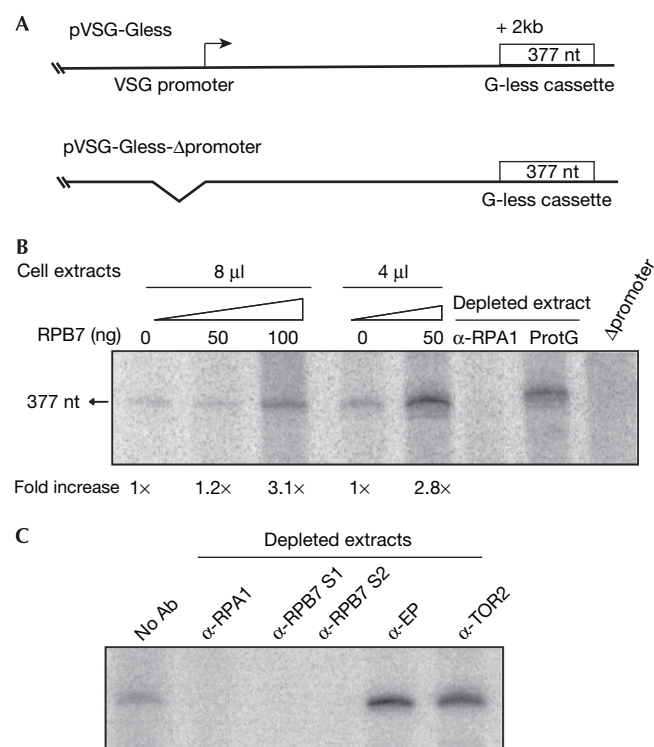 A
pVSG-Gless
+ 2kb
377 nt
VSG promoter
G-less cassette
pVSG-Gless-Δpromoter
377 nt
G-less cassette
B
Cell extracts
8 µl
4 µl
Depleted extract
Δpromoter
RPB7 (ng)
0 50 100 0 50 α-RPA1 ProtG
377 nt
Fold increase 1× 1.2× 3.1× 1× 2.8×
C
Depleted extracts
No Ab α-RPA1 α-RPB7 S1 α-RPB7 S2 α-EP α-TOR2